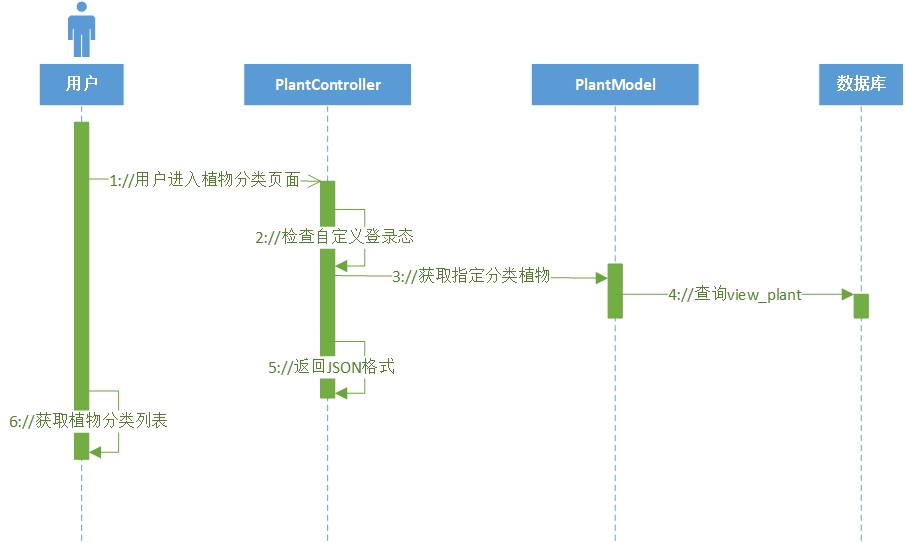 用户
PlantController
PlantModel
数据库
1://用户进入植物分类页面
2://检查自定义登录态
3://获取指定分类植物
4://查询view_plant
5://返回JSON格式
6://获取植物分类列表